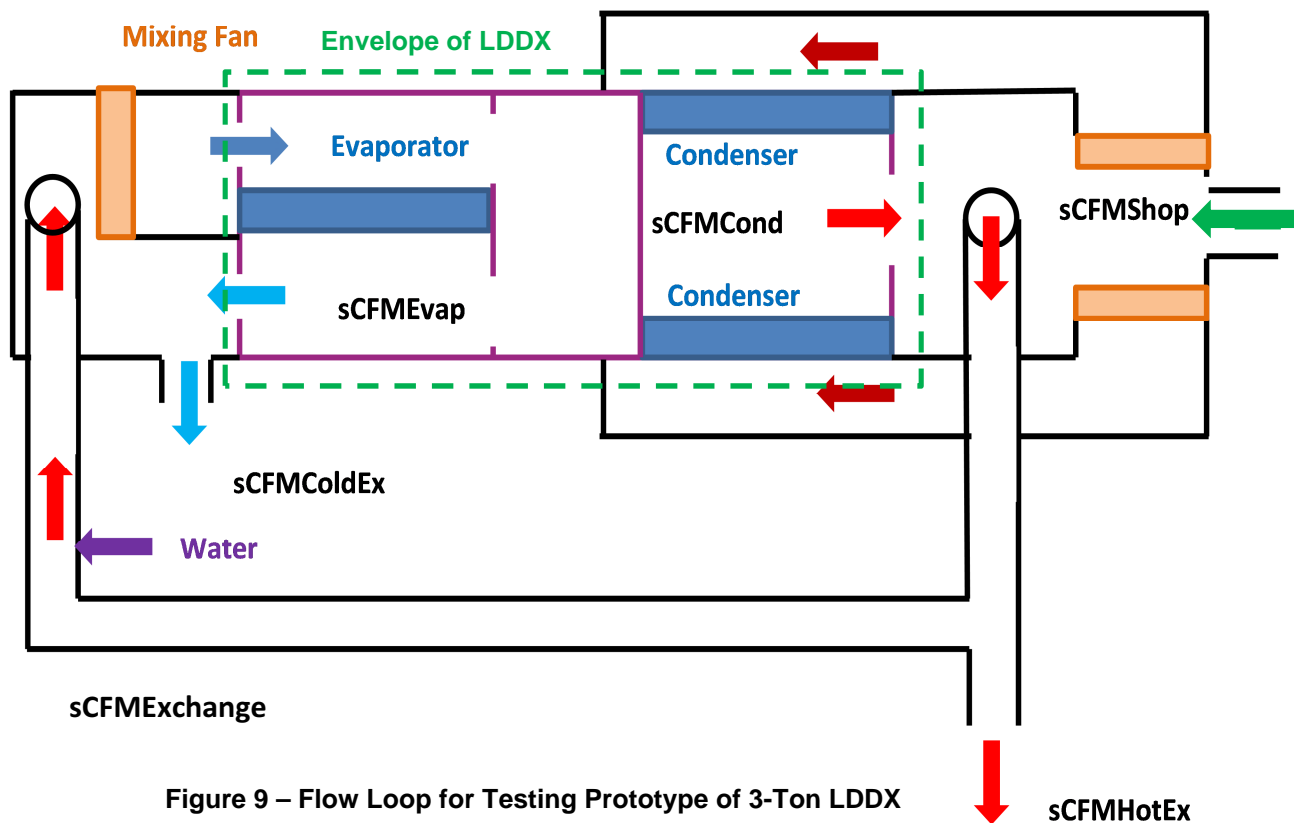 Mixing Fan
Envelope of LDDX
Evaporator
Condenser
sCFMCond
sCFMShop
Condenser
sCFMEvap
sCFMColdEx
Water
sCFMExchange
Figure 9 – Flow Loop for Testing Prototype of 3-Ton LDDX
sCFMHotEx